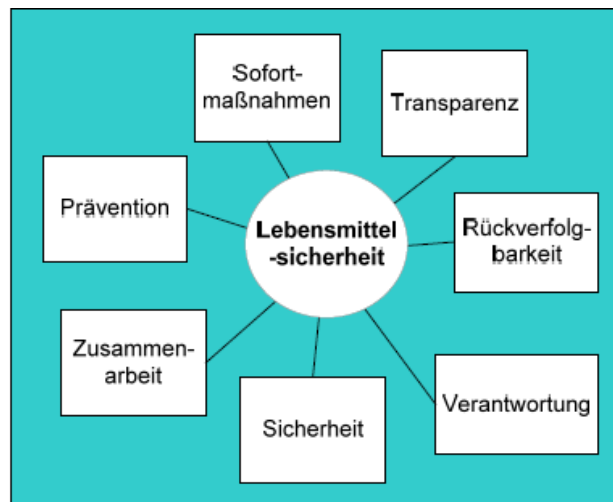 Sofort-
maßnahmen
Transparenz
Prävention
Lebensmittel
-sicherheit
Rückverfolg-
barkeit
Zusammen-
arbeit
Sicherheit
Verantwortung